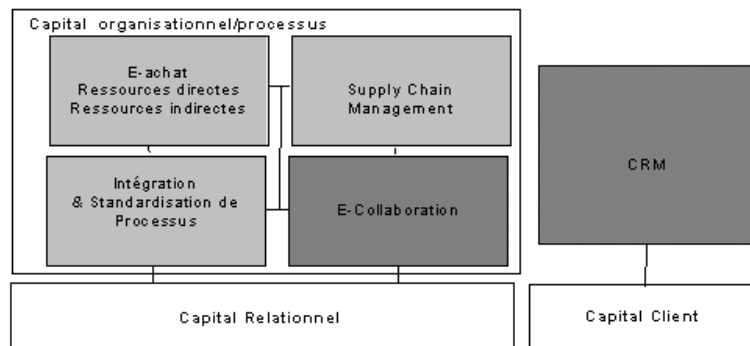 Capital organisationnel/processus
E-achat
Ressources directes
Ressources indirectes
Supply Chain
Management
CRM
Intégration
& Standardisation de
Processus
E-Collaboration
Capital Relationnel
Capital Client